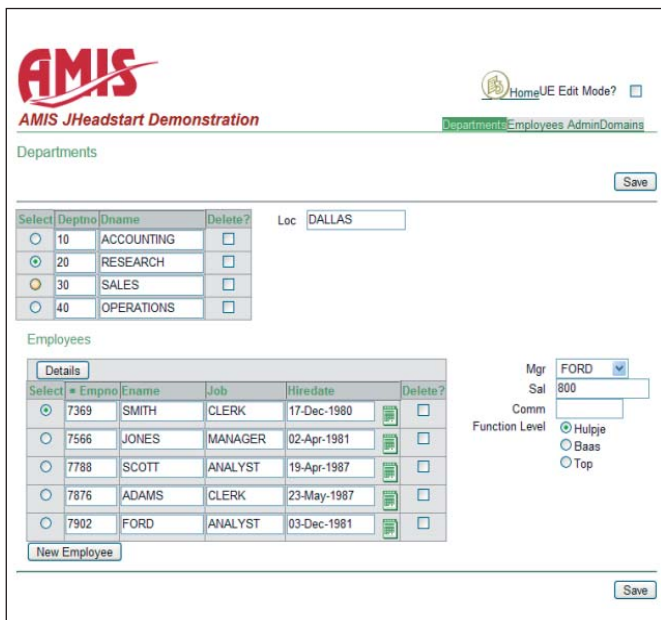 AMIS
AMIS JHeadstart Demonstration
Home UE Edit Mode?
Departments Employees AdminDomains
Departments
Save
Select Deptno Dname Delete? Loc DALLAS
10 ACCOUNTING
20 RESEARCH
30 SALES
40 OPERATIONS
Employees
Details
Select * Empno Ename Job Hiredate Delete?
7369 SMITH CLERK 17-Dec-1980
7566 JONES MANAGER 02-Apr-1981
7788 SCOTT ANALYST 19-Apr-1987
7876 ADAMS CLERK 23-May-1987
7902 FORD ANALYST 03-Dec-1981
New Employee
Mgr FORD
Sal 800
Comm
Function Level Hulpje
Baas
Top
Save